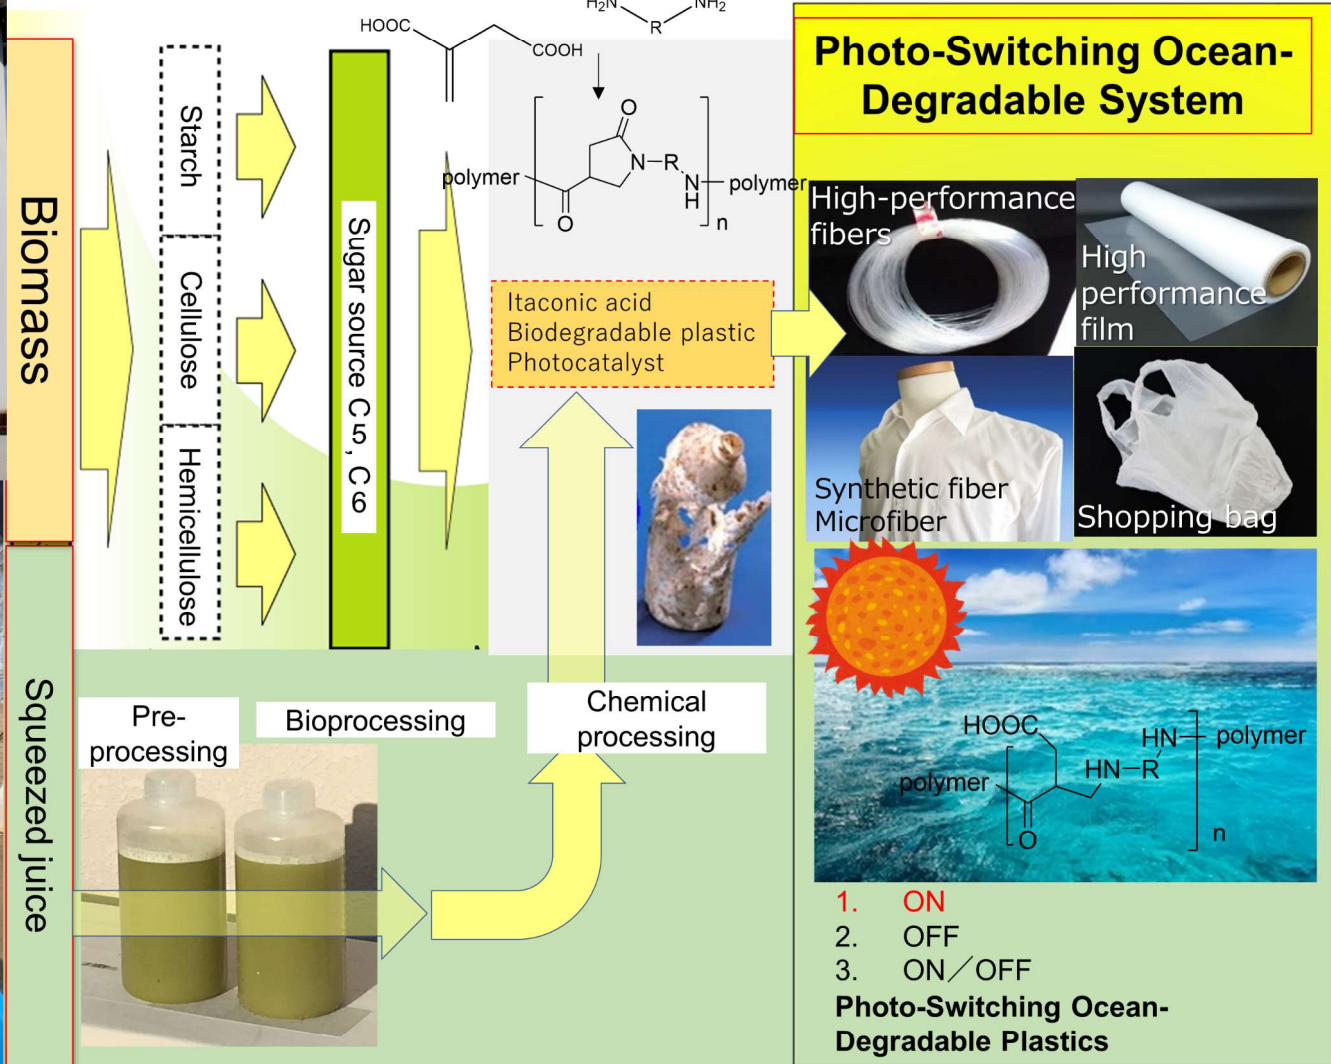 Biomass
Squeezed juice
Starch
Cellulose
Hemicellulose
Sugar source C5, C6
HOOC
COOH
H₂N
NH₂
R
O
polymer
N
R
N
H
polymer
O
n
Itaconic acid
Biodegradable plastic
Photocatalyst
Pre-
processing
Bioprocessing
Chemical
processing
Photo-Switching Ocean-
Degradable System
High-performance
fibers
High
performance
film
Synthetic fiber
Microfiber
Shopping bag
HOOC
HN
polymer
polymer
HN
R
O
n
1. ON
2. OFF
3. ON／OFF
Photo-Switching Ocean-
Degradable Plastics